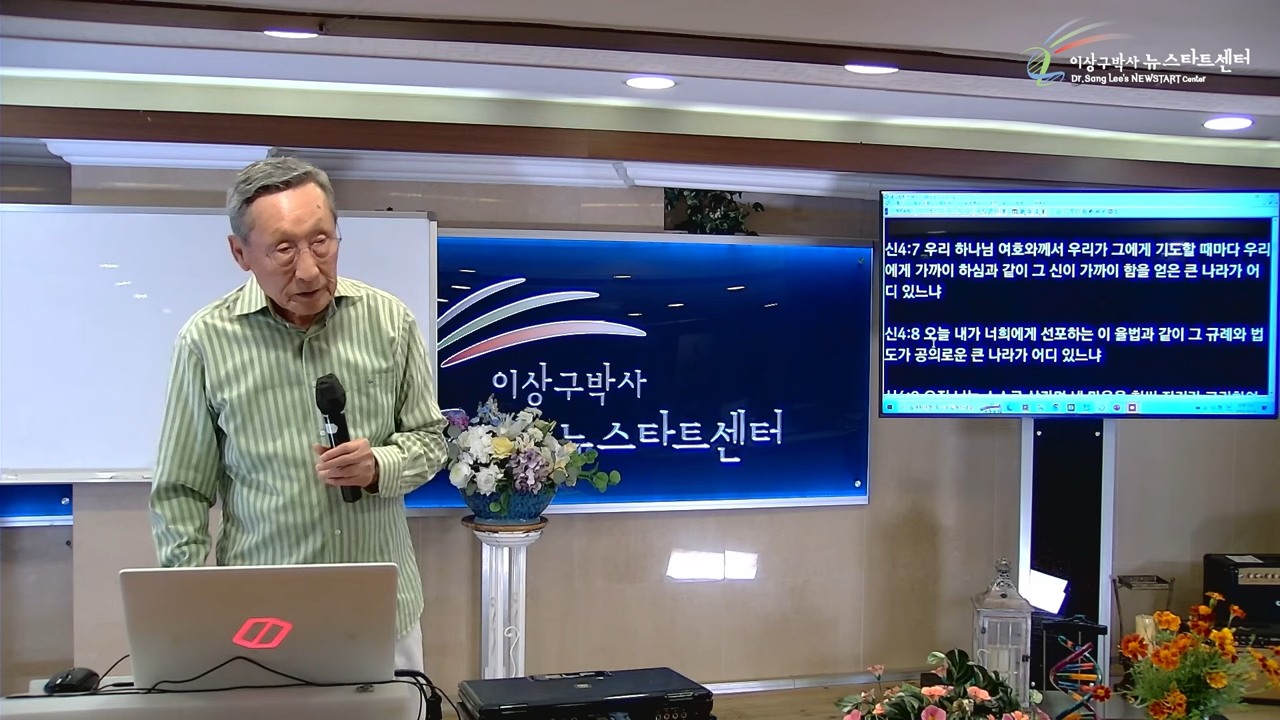 이상구박사 뉴스타트센터
Dr. Sang Lee's NEWSTART Center
신4:7 우리 하나님 여호와께서 우리가 그에게 기도할 때마다 우리
에게 가까이 하심과 같이 그 신이 가까이 함을 얻은 큰 나라가 어
디 있느냐
신4:8 오늘 내가 너희에게 선포하는 이 율법과 같이 그 규례와 법
도가 공의로운 큰 나라가 어디 있느냐
이상구박사
뉴스타트센터